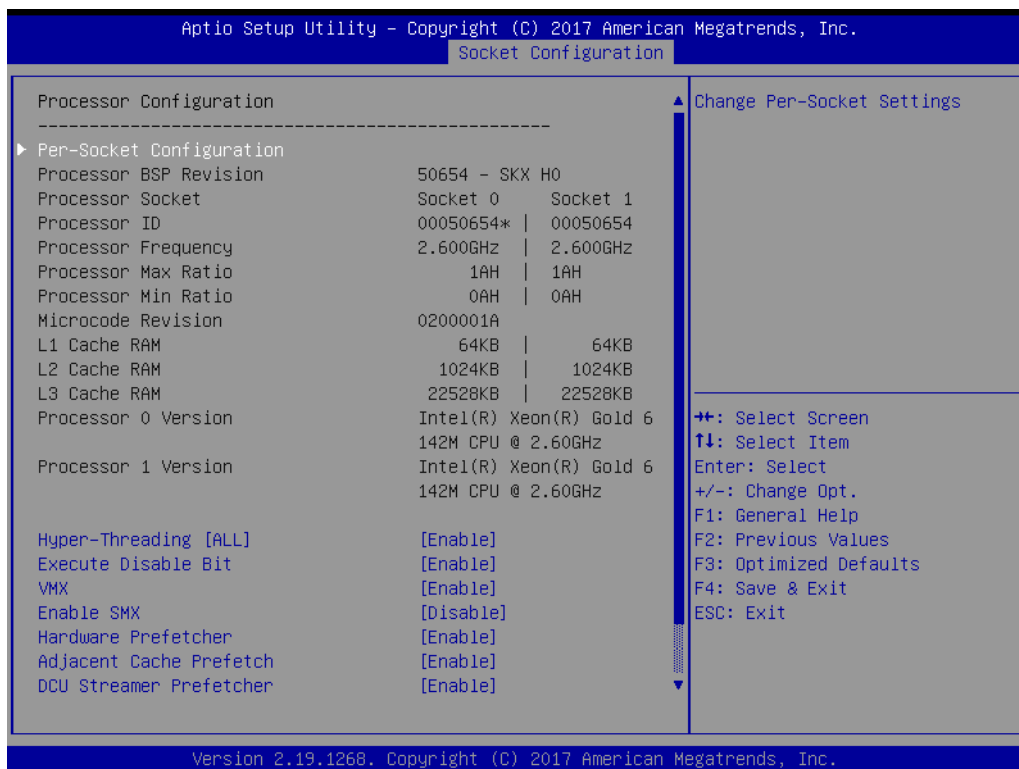 Aptio Setup Utility – Copyright (C) 2017 American Megatrends, Inc.
Socket Configuration
Processor Configuration
--------------------------------------------------
Per-Socket Configuration
Processor BSP Revision 50654 - SKX H0
Processor Socket Socket 0 Socket 1
Processor ID 00050654* | 00050654
Processor Frequency 2.600GHz | 2.600GHz
Processor Max Ratio 1AH | 1AH
Processor Min Ratio 0AH | 0AH
Microcode Revision 0200001A
L1 Cache RAM 64KB | 64KB
L2 Cache RAM 1024KB | 1024KB
L3 Cache RAM 22528KB | 22528KB
Processor 0 Version Intel(R) Xeon(R) Gold 6
142M CPU @ 2.60GHz
Processor 1 Version Intel(R) Xeon(R) Gold 6
142M CPU @ 2.60GHz
Hyper-Threading [ALL] [Enable]
Execute Disable Bit [Enable]
VMX [Enable]
Enable SMX [Disable]
Hardware Prefetcher [Enable]
Adjacent Cache Prefetch [Enable]
DCU Streamer Prefetcher [Enable]
Change Per-Socket Settings
→←: Select Screen
↑↓: Select Item
Enter: Select
+/-: Change Opt.
F1: General Help
F2: Previous Values
F3: Optimized Defaults
F4: Save & Exit
ESC: Exit
Version 2.19.1268. Copyright (C) 2017 American Megatrends, Inc.